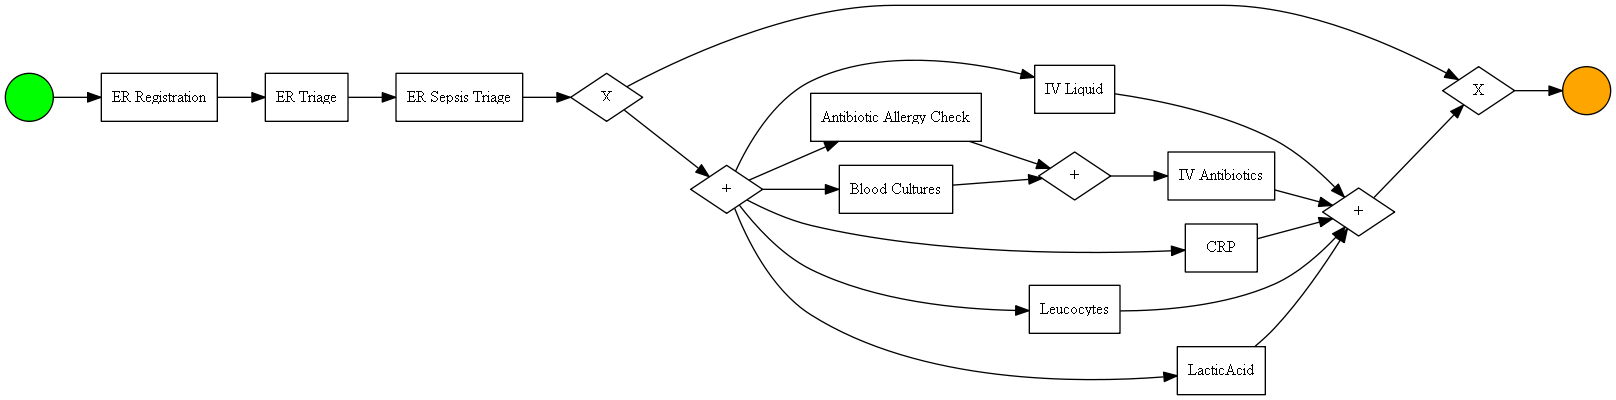 ER Registration
ER Triage
ER Sepsis Triage
X
+
IV Liquid
Antibiotic Allergy Check
Blood Cultures
+
IV Antibiotics
CRP
Leucocytes
LacticAcid
+
X